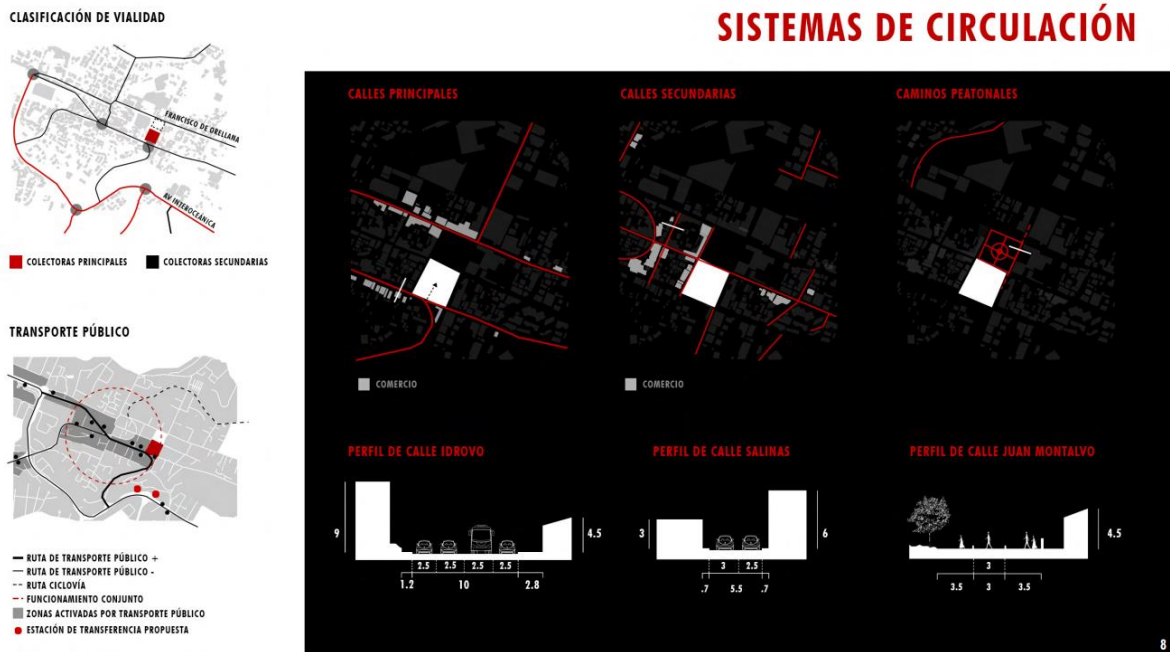 SISTEMAS DE CIRCULACIÓN
CLASIFICACIÓN DE VIALIDAD
FRANCISCO DE ORELLANA
AV INTEROCEÁNICA
COLECTORAS PRINCIPALES
COLECTORAS SECUNDARIAS
TRANSPORTE PÚBLICO
RUTA DE TRANSPORTE PÚBLICO +
RUTA DE TRANSPORTE PÚBLICO -
RUTA CICLOVÍA
FUNCIONAMIENTO CONJUNTO
ZONAS ACTIVADAS POR TRANSPORTE PÚBLICO
ESTACIÓN DE TRANSFERENCIA PROPUESTA
CALLES PRINCIPALES
COMERCIO
CALLES SECUNDARIAS
COMERCIO
CAMINOS PEATONALES
PERFIL DE CALLE IDROVO
9
4.5
2.5 2.5 2.5 2.5
1.2 10 2.8
PERFIL DE CALLE SALINAS
3
6
3 2.5
.7 5.5 .7
PERFIL DE CALLE JUAN MONTALVO
4.5
3
3.5 3 3.5
8